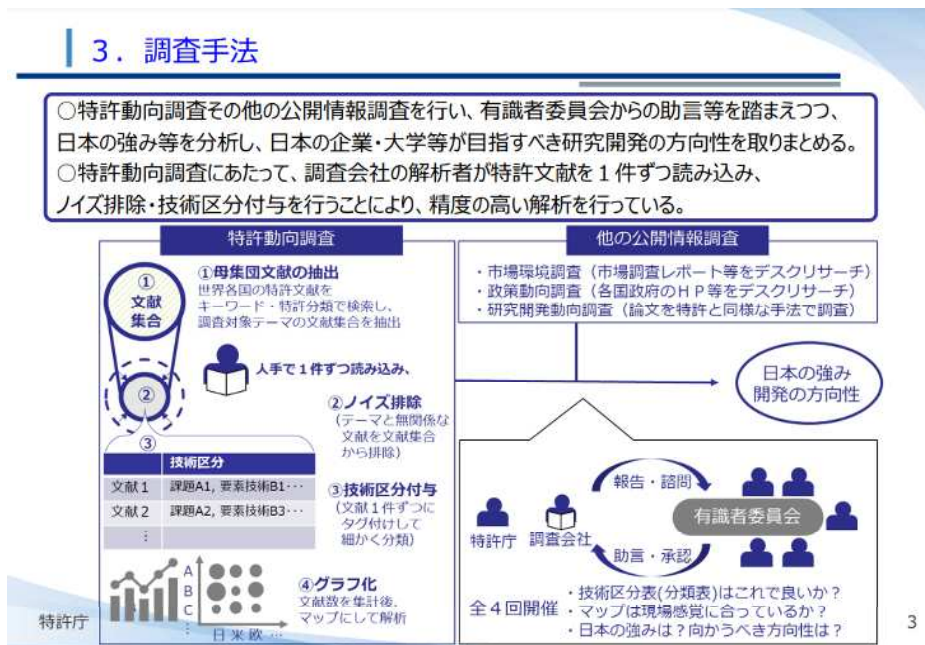 ３．調査手法
○特許動向調査その他の公開情報調査を行い、有識者委員会からの助言等を踏まえつつ、
日本の強み等を分析し、日本の企業・大学等が目指すべき研究開発の方向性を取りまとめる。
○特許動向調査にあたって、調査会社の解析者が特許文献を１件ずつ読み込み、
ノイズ排除・技術区分付与を行うことにより、精度の高い解析を行っている。
特許動向調査
①
文献
集合
①母集団文献の抽出
世界各国の特許文献を
キーワード・特許分類で検索し、
調査対象テーマの文献集合を抽出
人手で１件ずつ読み込み、
②
②ノイズ排除
(テーマと無関係な
文献を文献集合
から排除)
③
技術区分
文献１ 課題A1, 要素技術B1･･･
文献２ 課題A2, 要素技術B3･･･
⋮
③技術区分付与
(文献１件ずつに
タグ付けして
細かく分類)
A
B
C
⋮
日 米 欧 …
④グラフ化
文献数を集計後、
マップにして解析
他の公開情報調査
・市場環境調査（市場調査レポート等をデスクリサーチ）
・政策動向調査（各国政府のＨＰ等をデスクリサーチ）
・研究開発動向調査（論文を特許と同様な手法で調査）
日本の強み
開発の方向性
報告・諮問
特許庁 調査会社
有識者委員会
助言・承認
全４回開催
・技術区分表(分類表)はこれで良いか？
・マップは現場感覚に合っているか？
・日本の強みは？向かうべき方向性は？
特許庁
3